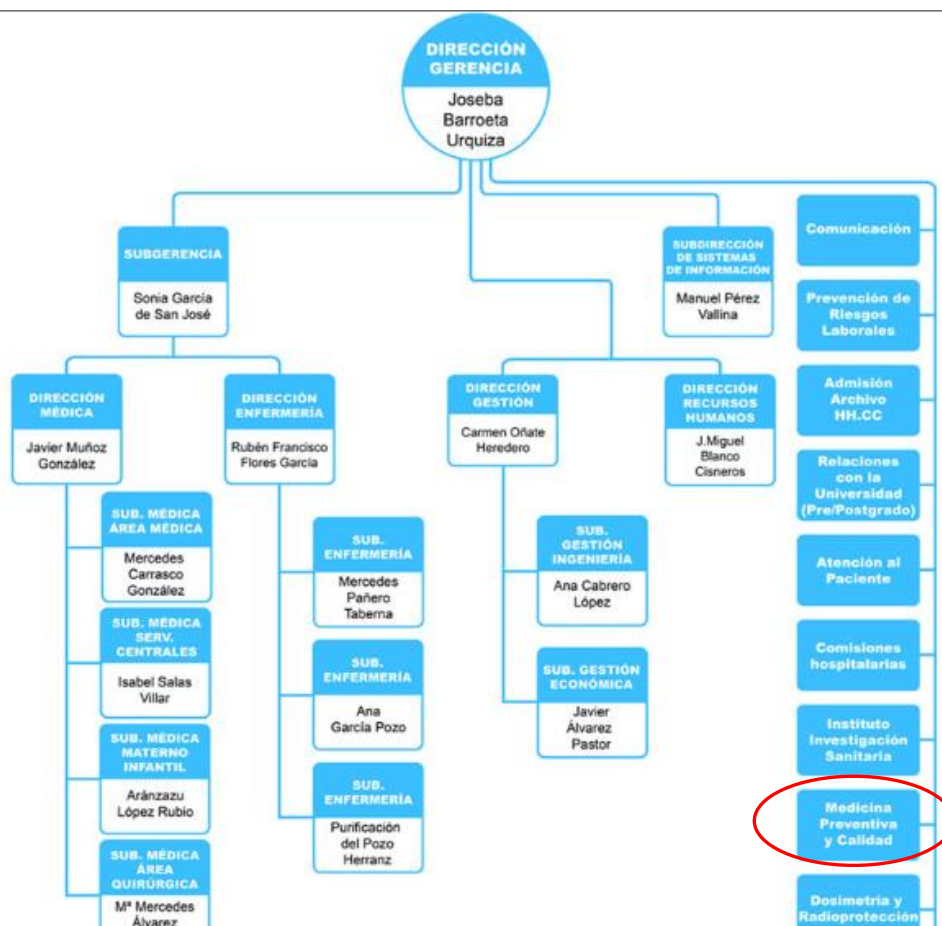 DIRECCIÓN
GERENCIA
Joseba
Barroeta
Urquiza
SUBGERENCIA
Sonia García
de San José
SUBDIRECCIÓN
DE SISTEMAS
DE INFORMACIÓN
Manuel Pérez
Vallina
DIRECCIÓN
MÉDICA
Javier Muñoz
González
DIRECCIÓN
ENFERMERÍA
Rubén Francisco
Flores García
DIRECCIÓN
GESTIÓN
Carmen Oñate
Heredero
DIRECCIÓN
RECURSOS
HUMANOS
J.Miguel
Blanco
Cisneros
SUB. MÉDICA
ÁREA MÉDICA
Mercedes
Carrasco
González
SUB. MÉDICA
SERV.
CENTRALES
Isabel Salas
Villar
SUB. MÉDICA
MATERNO
INFANTIL
Aránzazu
López Rubio
SUB. MÉDICA
ÁREA
QUIRÚRGICA
Mª Mercedes
Álvarez
SUB.
ENFERMERÍA
Mercedes
Pañero
Taberna
SUB.
ENFERMERÍA
Ana
García Pozo
SUB.
ENFERMERÍA
Purificación
del Pozo
Herranz
SUB.
GESTIÓN
INGENIERÍA
Ana Cabrero
López
SUB. GESTIÓN
ECONÓMICA
Javier
Álvarez
Pastor
Comunicación
Prevención de
Riesgos
Laborales
Admisión
Archivo
HH.CC
Relaciones
con la
Universidad
(Pre/Postgrado)
Atención al
Paciente
Comisiones
hospitalarias
Instituto
Investigación
Sanitaria
Medicina
Preventiva
y Calidad
Dosimetría y
Radioprotección